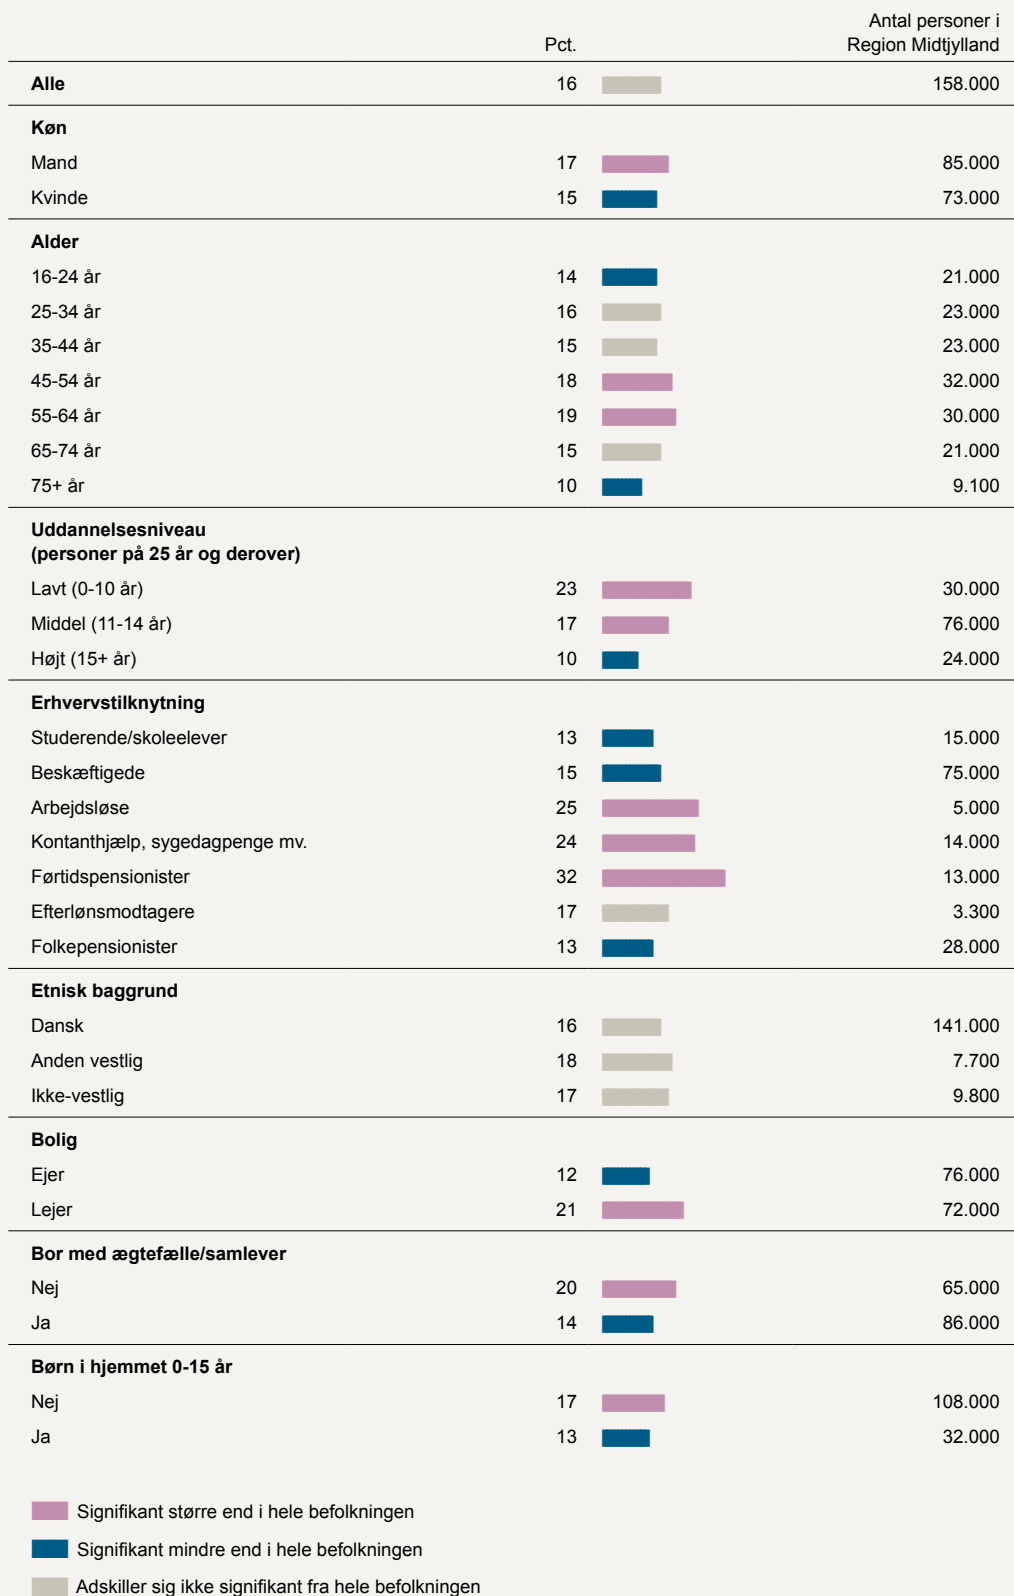 Antal personer i
Pct. Region Midtjylland
Alle 16 158.000
Køn
Mand 17 85.000
Kvinde 15 73.000
Alder
16-24 år 14 21.000
25-34 år 16 23.000
35-44 år 15 23.000
45-54 år 18 32.000
55-64 år 19 30.000
65-74 år 15 21.000
75+ år 10 9.100
Uddannelsesniveau
(personer på 25 år og derover)
Lavt (0-10 år) 23 30.000
Middel (11-14 år) 17 76.000
Højt (15+ år) 10 24.000
Erhvervstilknytning
Studerende/skoleelever 13 15.000
Beskæftigede 15 75.000
Arbejdsløse 25 5.000
Kontanthjælp, sygedagpenge mv. 24 14.000
Førtidspensionister 32 13.000
Efterlønsmodtagere 17 3.300
Folkepensionister 13 28.000
Etnisk baggrund
Dansk 16 141.000
Anden vestlig 18 7.700
Ikke-vestlig 17 9.800
Bolig
Ejer 12 76.000
Lejer 21 72.000
Bor med ægtefælle/samlever
Nej 20 65.000
Ja 14 86.000
Børn i hjemmet 0-15 år
Nej 17 108.000
Ja 13 32.000
Signifikant større end i hele befolkningen
Signifikant mindre end i hele befolkningen
Adskiller sig ikke signifikant fra hele befolkningen